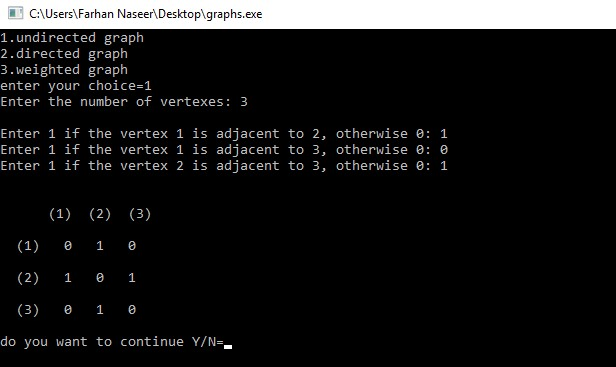 C:\Users\Farhan Naseer\Desktop\graphs.exe
1.undirected graph
2.directed graph
3.weighted graph
enter your choice=1
Enter the number of vertexes: 3
Enter 1 if the vertex 1 is adjacent to 2, otherwise 0: 1
Enter 1 if the vertex 1 is adjacent to 3, otherwise 0: 0
Enter 1 if the vertex 2 is adjacent to 3, otherwise 0: 1
(1) (2) (3)
(1) 0 1 0
(2) 1 0 1
(3) 0 1 0
do you want to continue Y/N=